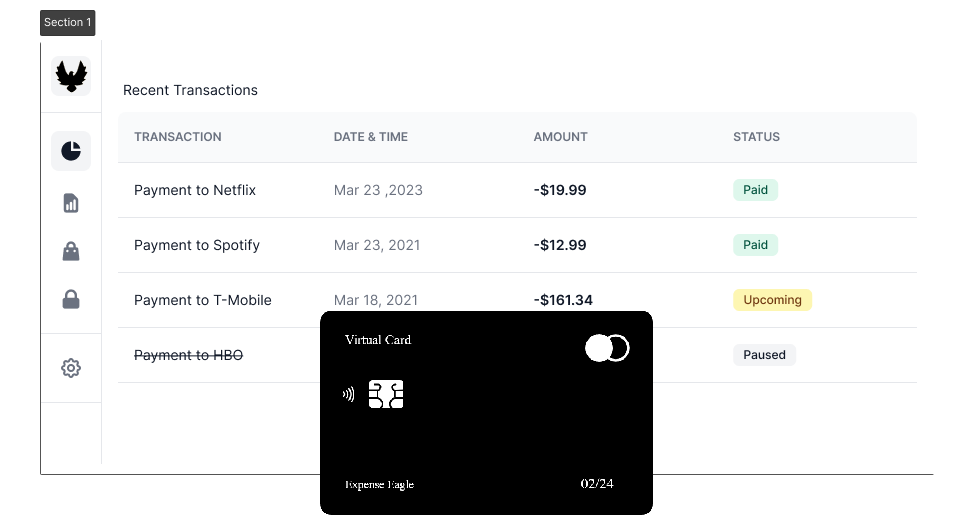 Section 1
Recent Transactions
TRANSACTION DATE & TIME AMOUNT STATUS
Payment to Netflix Mar 23 ,2023 -$19.99 Paid
Payment to Spotify Mar 23, 2021 -$12.99 Paid
Payment to T-Mobile Mar 18, 2021 -$161.34 Upcoming
Payment to HBO Paused
Virtual Card
Expense Eagle 02/24